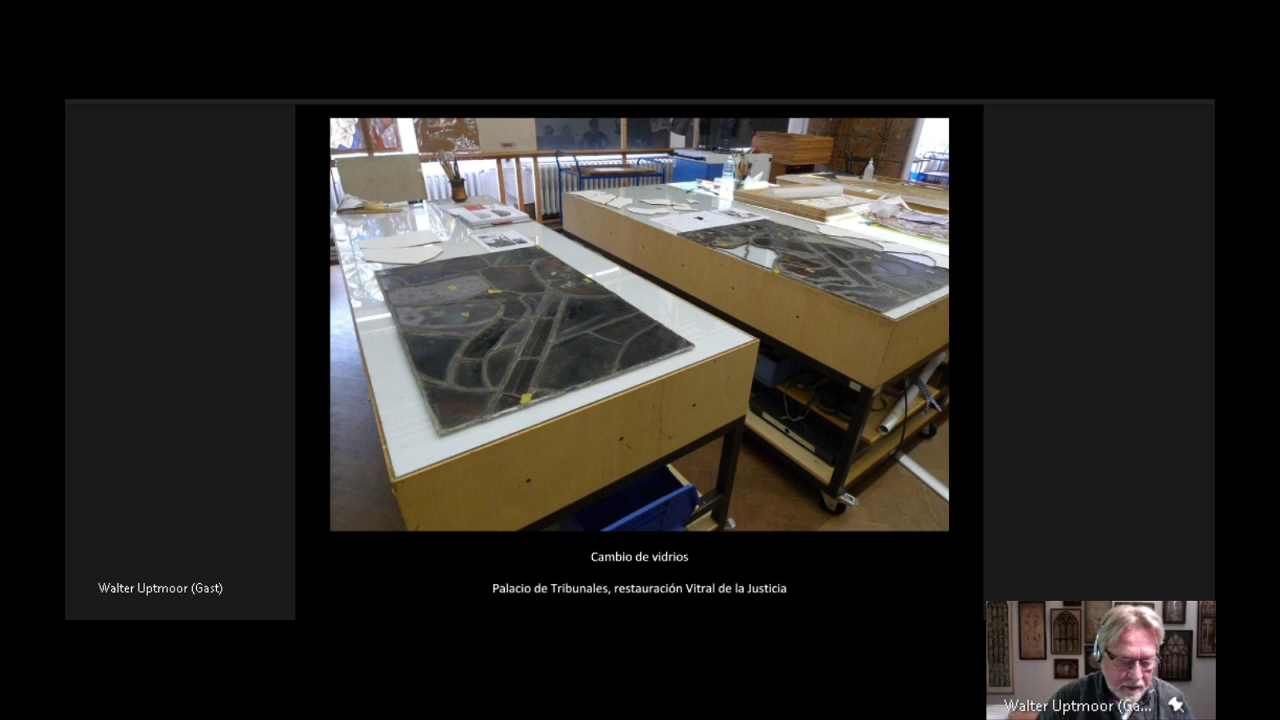 Cambio de vidrios
Palacio de Tribunales, restauración Vitral de la Justicia
Walter Uptmoor (Gast)
Walter Uptmoor (Ga...